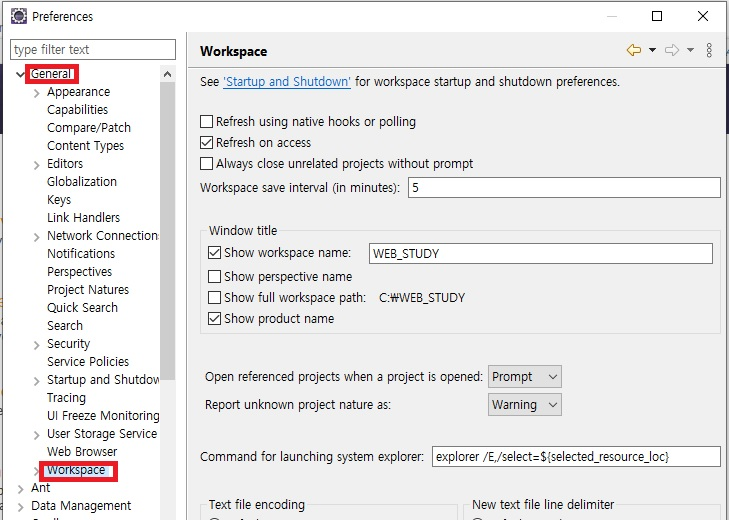 Preferences
type filter text
General
Appearance
Capabilities
Compare/Patch
Content Types
Editors
Globalization
Keys
Link Handlers
Network Connection
Notifications
Perspectives
Project Natures
Quick Search
Search
Security
Service Policies
Startup and Shutdow
Tracing
UI Freeze Monitoring
User Storage Service
Web Browser
Workspace
Ant
Data Management
Workspace
See 'Startup and Shutdown' for workspace startup and shutdown preferences.
Refresh using native hooks or polling
Refresh on access
Always close unrelated projects without prompt
Workspace save interval (in minutes): 5
Window title
Show workspace name: WEB_STUDY
Show perspective name
Show full workspace path: C:₩WEB_STUDY
Show product name
Open referenced projects when a project is opened: Prompt
Report unknown project nature as: Warning
Command for launching system explorer: explorer /E,/select=${selected_resource_loc}
Text file encoding
New text file line delimiter